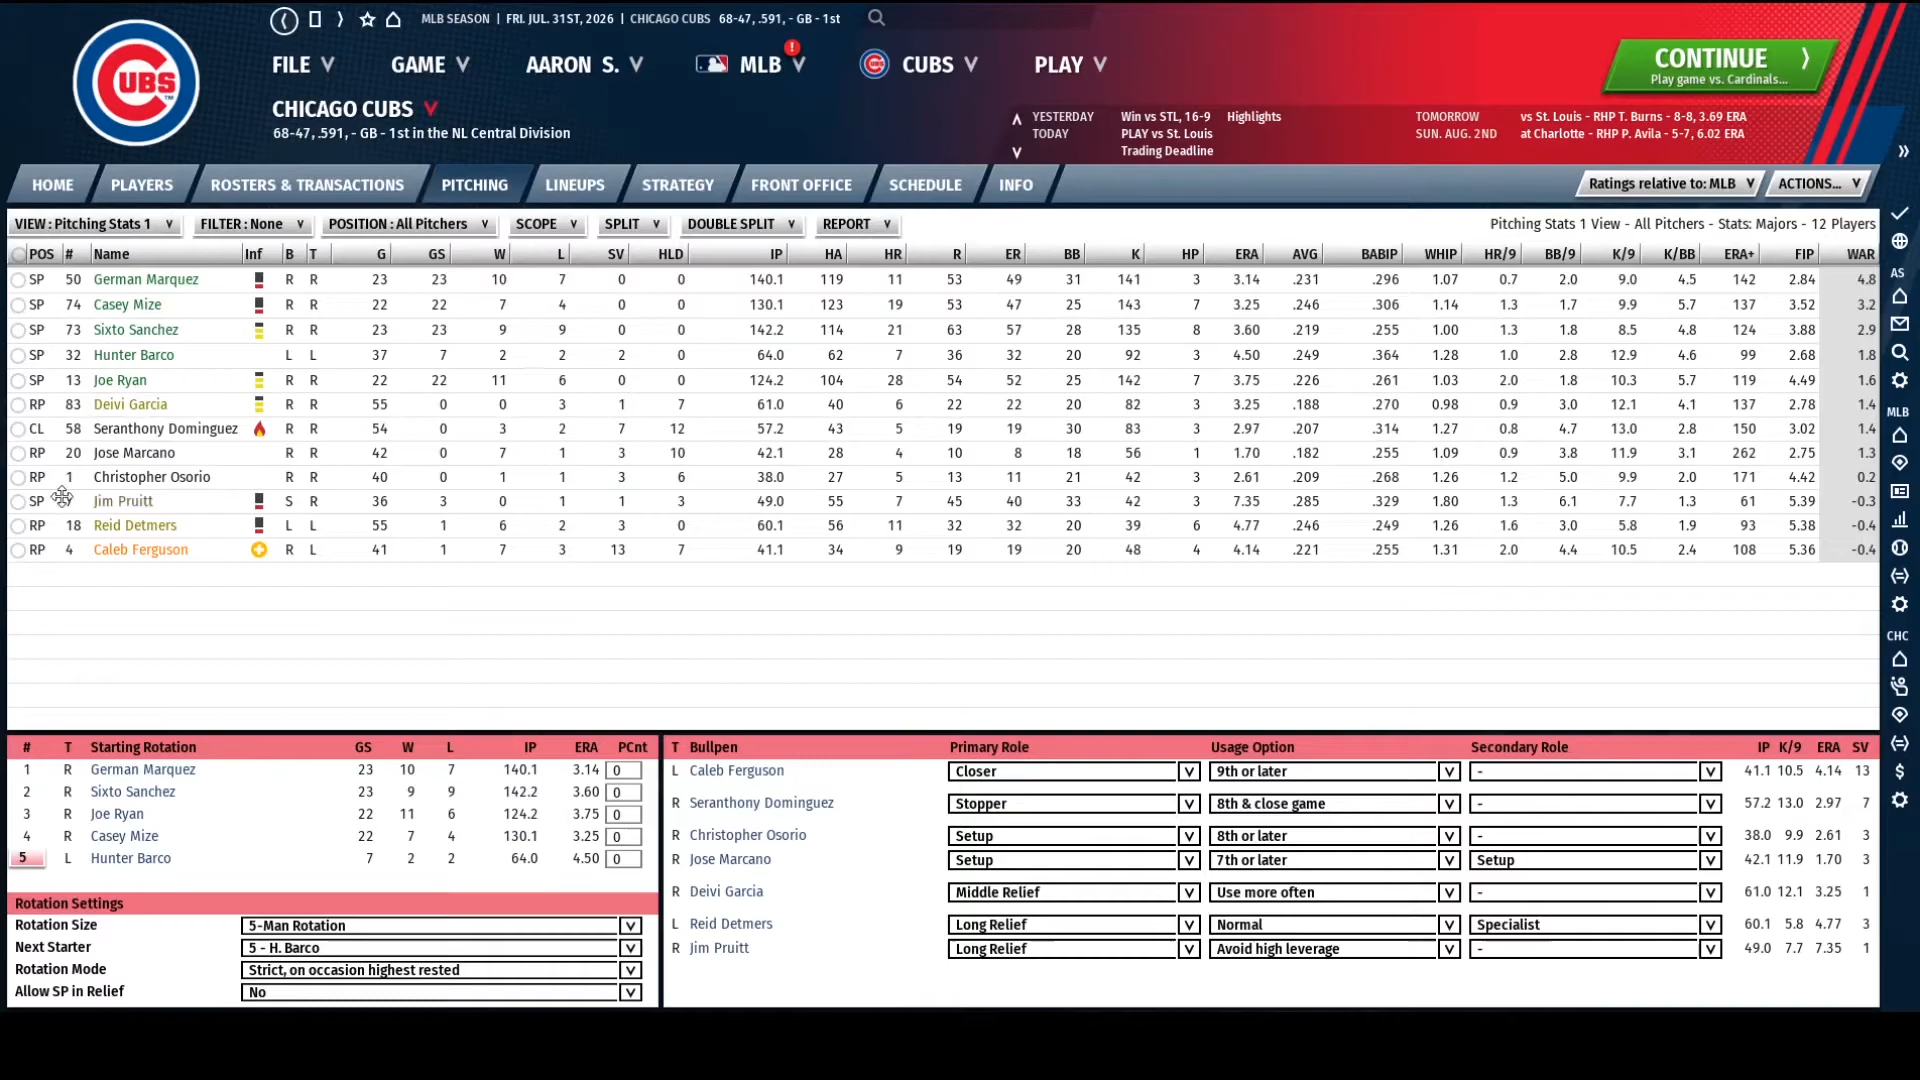 MLB SEASON | FRI. JUL. 31ST, 2026 | CHICAGO CUBS 68-47, .591, - GB - 1st
CUBS
FILE GAME AARON S. MLB ! CUBS PLAY
CONTINUE
Play game vs. Cardinals...
CHICAGO CUBS
68-47, .591, - GB - 1st in the NL Central Division
YESTERDAY Win vs STL, 16-9 Highlights TOMORROW vs St. Louis - RHP T. Burns - 8-8, 3.69 ERA
TODAY PLAY vs St. Louis SUN. AUG. 2ND at Charlotte - RHP P. Avila - 5-7, 6.02 ERA
Trading Deadline
HOME PLAYERS ROSTERS & TRANSACTIONS PITCHING LINEUPS STRATEGY FRONT OFFICE SCHEDULE INFO Ratings relative to: MLB ACTIONS...
VIEW : Pitching Stats 1 FILTER : None POSITION : All Pitchers SCOPE SPLIT DOUBLE SPLIT REPORT Pitching Stats 1 View - All Pitchers - Stats: Majors - 12 Players
POS # Name Inf B T G GS W L SV HLD IP HA HR R ER BB K HP ERA AVG BABIP WHIP HR/9 BB/9 K/9 K/BB ERA+ FIP WAR
SP 50 German Marquez R R 23 23 10 7 0 0 140.1 119 11 53 49 31 141 3 3.14 .231 .296 1.07 0.7 2.0 9.0 4.5 142 2.84 4.8
SP 74 Casey Mize R R 22 22 7 4 0 0 130.1 123 19 53 47 25 143 7 3.25 .246 .306 1.14 1.3 1.7 9.9 5.7 137 3.52 3.2
SP 73 Sixto Sanchez R R 23 23 9 9 0 0 142.2 114 21 63 57 28 135 8 3.60 .219 .255 1.00 1.3 1.8 8.5 4.8 124 3.88 2.9
SP 32 Hunter Barco L L 37 7 2 2 2 0 64.0 62 7 36 32 20 92 3 4.50 .249 .364 1.28 1.0 2.8 12.9 4.6 99 2.68 1.8
SP 13 Joe Ryan R R 22 22 11 6 0 0 124.2 104 28 54 52 25 142 7 3.75 .226 .261 1.03 2.0 1.8 10.3 5.7 119 4.49 1.6
RP 83 Deivi Garcia R R 55 0 0 3 1 7 61.0 40 6 22 22 20 82 3 3.25 .188 .270 0.98 0.9 3.0 12.1 4.1 137 2.78 1.4
CL 58 Seranthony Dominguez R R 54 0 3 2 7 12 57.2 43 5 19 19 30 83 3 2.97 .207 .314 1.27 0.8 4.7 13.0 2.8 150 3.02 1.4
RP 20 Jose Marcano R R 42 0 7 1 3 10 42.1 28 4 10 8 18 56 1 1.70 .182 .255 1.09 0.9 3.8 11.9 3.1 262 2.75 1.3
RP 1 Christopher Osorio R R 40 0 1 1 3 6 38.0 27 5 13 11 21 42 3 2.61 .209 .268 1.26 1.2 5.0 9.9 2.0 171 4.42 0.2
SP Jim Pruitt S R 36 3 0 1 1 3 49.0 55 7 45 40 33 42 3 7.35 .285 .329 1.80 1.3 6.1 7.7 1.3 61 5.39 -0.3
RP 18 Reid Detmers L L 55 1 6 2 3 0 60.1 56 11 32 32 20 39 6 4.77 .246 .249 1.26 1.6 3.0 5.8 1.9 93 5.38 -0.4
RP 4 Caleb Ferguson R L 41 1 7 3 13 7 41.1 34 9 19 19 20 48 4 4.14 .221 .255 1.31 2.0 4.4 10.5 2.4 108 5.36 -0.4
# T Starting Rotation GS W L IP ERA PCnt
1 R German Marquez 23 10 7 140.1 3.14 0
2 R Sixto Sanchez 23 9 9 142.2 3.60 0
3 R Joe Ryan 22 11 6 124.2 3.75 0
4 R Casey Mize 22 7 4 130.1 3.25 0
5 L Hunter Barco 7 2 2 64.0 4.50 0
Rotation Settings
Rotation Size 5-Man Rotation
Next Starter 5 - H. Barco
Rotation Mode Strict, on occasion highest rested
Allow SP in Relief No
T Bullpen Primary Role Usage Option Secondary Role IP K/9 ERA SV
L Caleb Ferguson Closer 9th or later - 41.1 10.5 4.14 13
R Seranthony Dominguez Stopper 8th & close game - 57.2 13.0 2.97 7
R Christopher Osorio Setup 8th or later - 38.0 9.9 2.61 3
R Jose Marcano Setup 7th or later Setup 42.1 11.9 1.70 3
R Deivi Garcia Middle Relief Use more often - 61.0 12.1 3.25 1
L Reid Detmers Long Relief Normal Specialist 60.1 5.8 4.77 3
R Jim Pruitt Long Relief Avoid high leverage - 49.0 7.7 7.35 1
AS
MLB
CHC